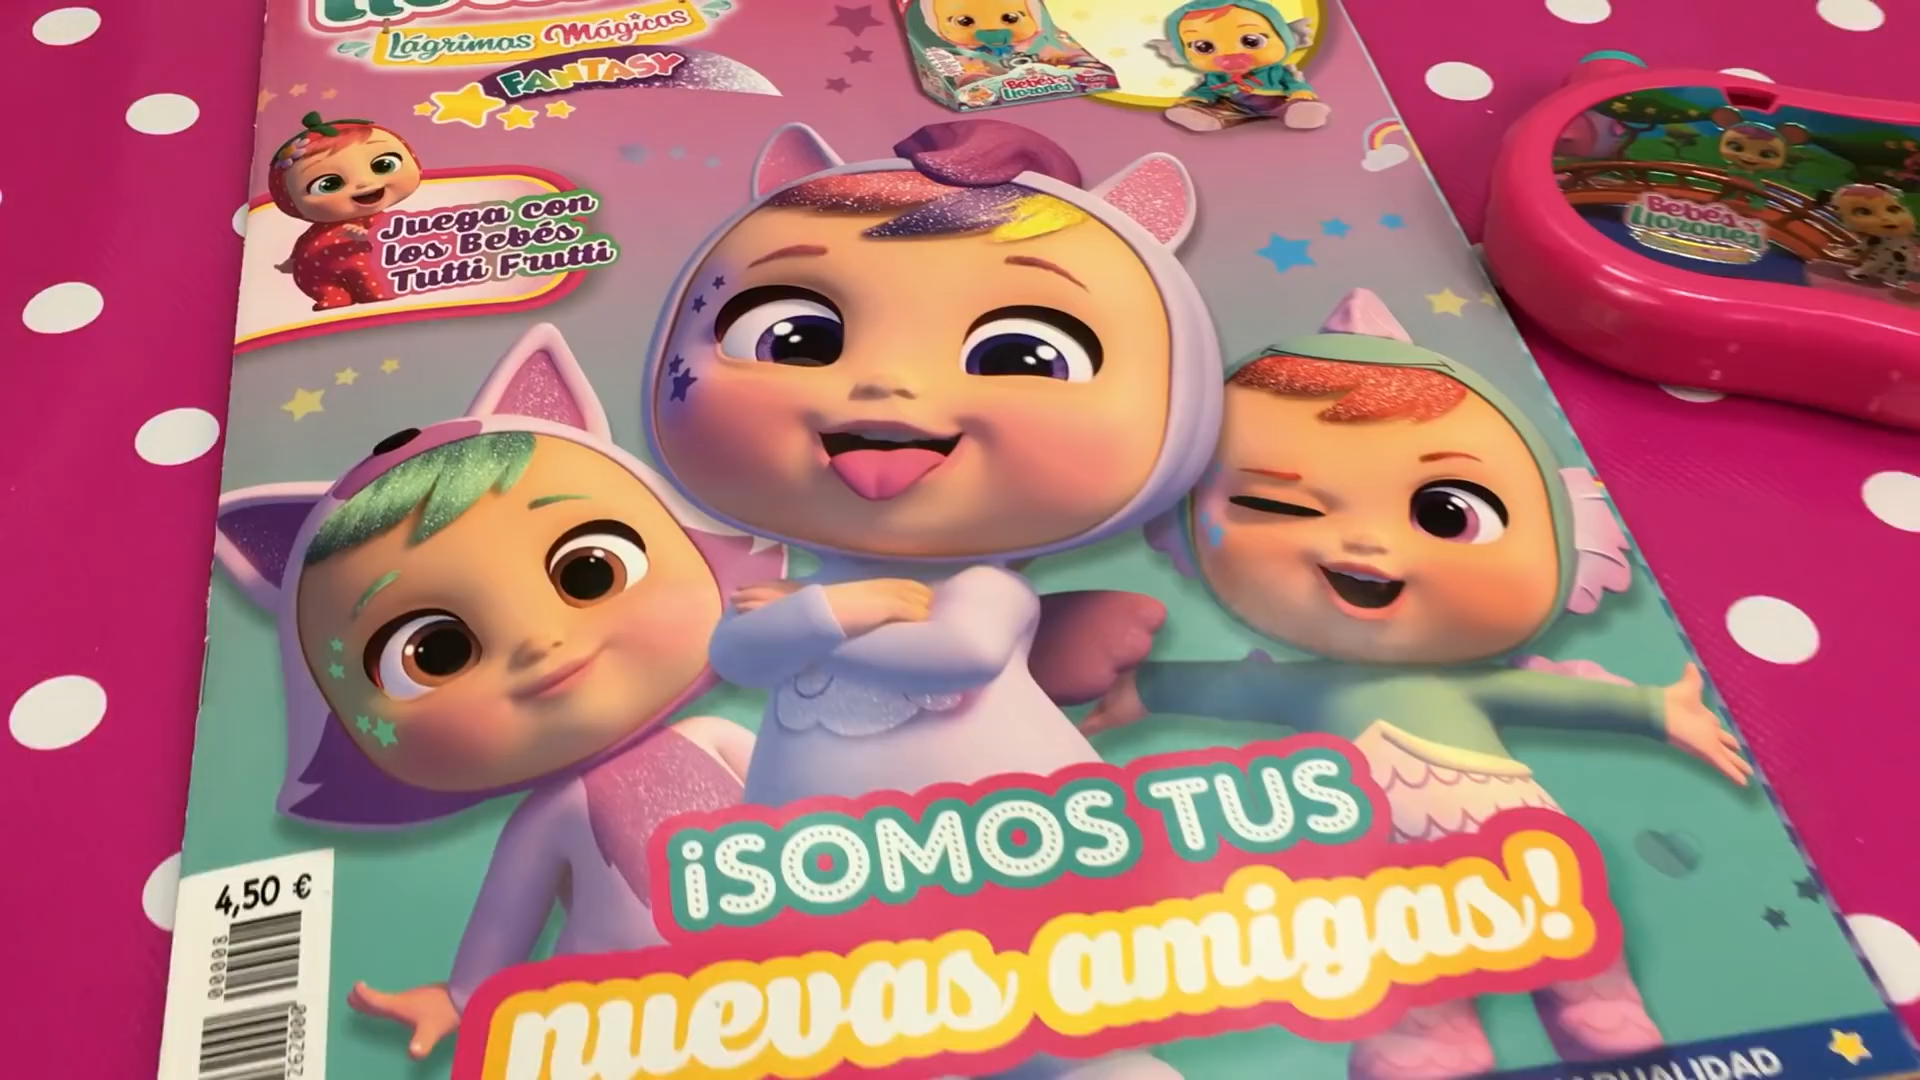 Lágrimas Mágicas
FANTASY
Bebés
Llorones
Juega con
los Bebés
Tutti Frutti
Bebés
Llorones
¡SOMOS TUS
nuevas amigas!
4,50 €
00008